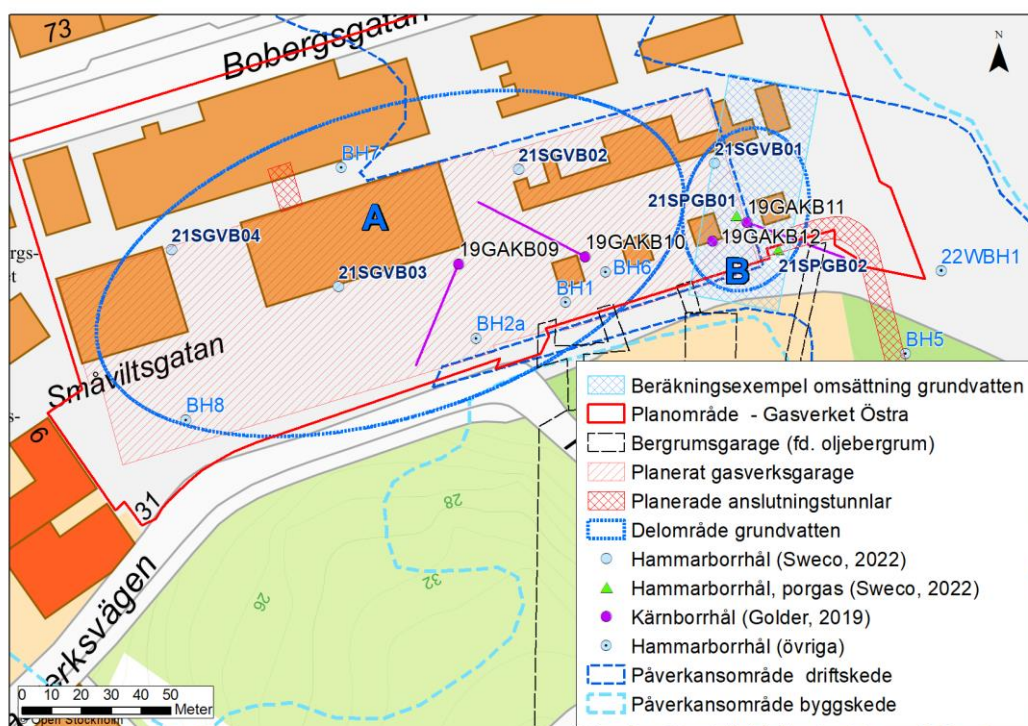 73
Bobergsgatan
N
BH7
21SGVB02
21SGVB01
A
21SPGB01
19GAKB11
21SGVB04
19GAKB09
19GAKB10
19GAKB12
22WBH1
21SGVB03
BH6
B
21SPGB02
BH1
BH2a
BH5
Småviltsgatan
BH8
6
31
28
32
26
erksvägen
Beräkningsexempel omsättning grundvatten
Planområde - Gasverket Östra
Bergrumsgarage (fd. oljebergrum)
Planerat gasverksgarage
Planerade anslutningstunnlar
Delområde grundvatten
Hammarborrhål (Sweco, 2022)
Hammarborrhål, porgas (Sweco, 2022)
Kärnborrhål (Golder, 2019)
Hammarborrhål (övriga)
Påverkansområde driftskede
Påverkansområde byggskede
0 10 20 30 40 50
Meter
© Open Stockholm